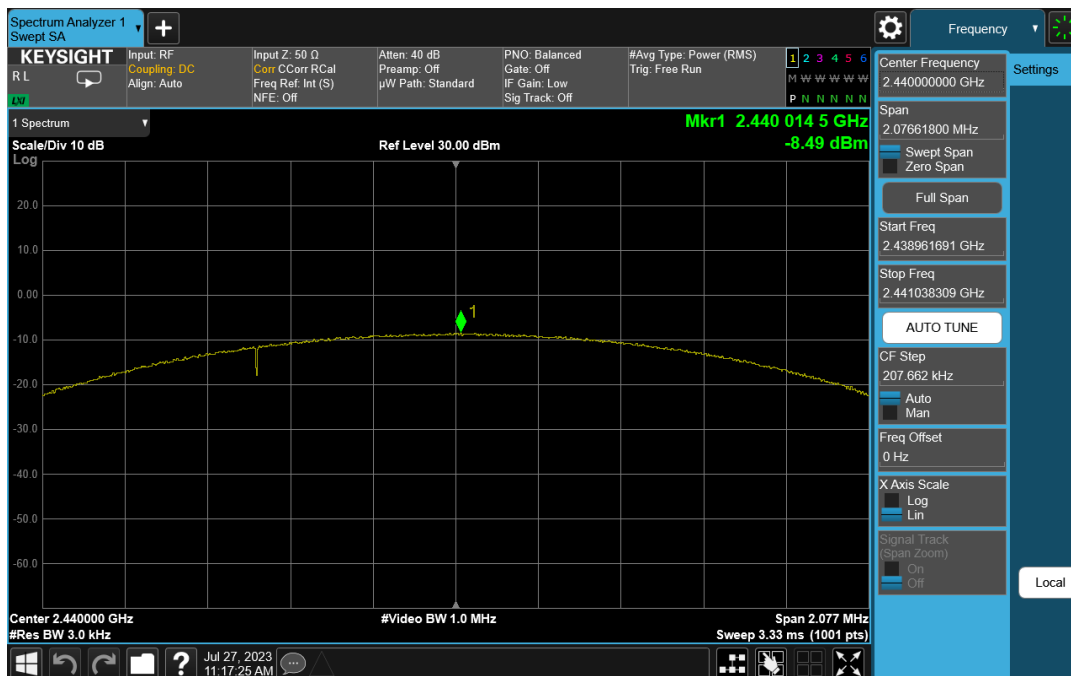 Spectrum Analyzer 1
Swept SA
Frequency
KEYSIGHT
R L
LXI
Input: RF
Coupling: DC
Align: Auto
Input Z: 50 Ω
Corr CCorr RCal
Freq Ref: Int (S)
NFE: Off
Atten: 40 dB
Preamp: Off
µW Path: Standard
PNO: Balanced
Gate: Off
IF Gain: Low
Sig Track: Off
#Avg Type: Power (RMS)
Trig: Free Run
1 2 3 4 5 6
M W W W W W
P N N N N N
1 Spectrum
Scale/Div 10 dB
Ref Level 30.00 dBm
Mkr1 2.440 014 5 GHz
-8.49 dBm
Log
20.0
10.0
0.00
-10.0
-20.0
-30.0
-40.0
-50.0
-60.0
1
Center 2.440000 GHz
#Video BW 1.0 MHz
Span 2.077 MHz
#Res BW 3.0 kHz
Sweep 3.33 ms (1001 pts)
Center Frequency
2.440000000 GHz
Settings
Span
2.07661800 MHz
Swept Span
Zero Span
Full Span
Start Freq
2.438961691 GHz
Stop Freq
2.441038309 GHz
AUTO TUNE
CF Step
207.662 kHz
Auto
Man
Freq Offset
0 Hz
X Axis Scale
Log
Lin
Signal Track
(Span Zoom)
On
Off
Local
?
Jul 27, 2023
11:17:25 AM